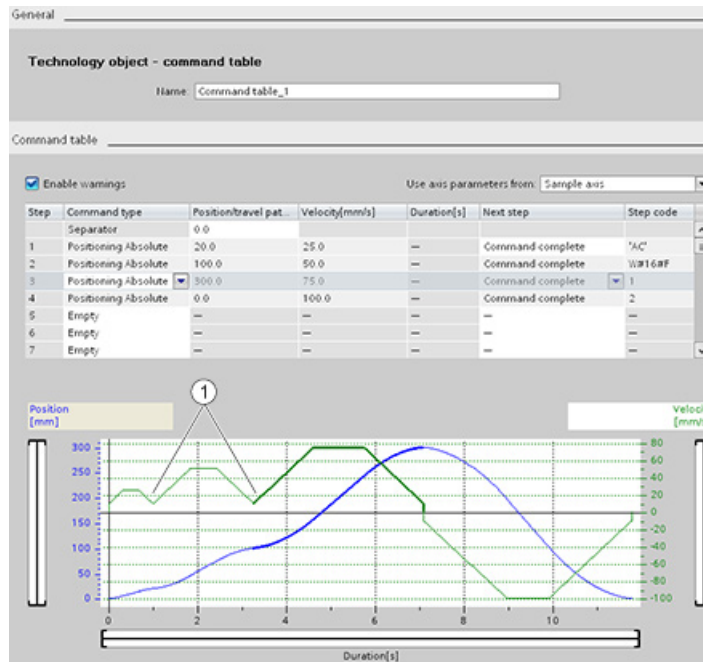 General
Technology object - command table
Name: Command table_1
Command table
Enable warnings
Use axis parameters from: Sample axis
Step Command type Position/travel pat... Velocity[mm/s] Duration[s] Next step Step code
Separator 0.0
1 Positioning Absolute 20.0 25.0 — Command complete "AC"
2 Positioning Absolute 100.0 50.0 — Command complete W#16#F
3 Positioning Absolute 300.0 75.0 — Command complete 1
4 Positioning Absolute 0.0 100.0 — Command complete 2
5 Empty — — — — —
6 Empty — — — — —
7 Empty — — — — —
1
Position
[mm]
Veloci
[mm/
300
250
200
150
100
50
0
80
60
40
20
0
-20
-40
-60
-80
-100
0 2 4 6 8 10
Duration[s]